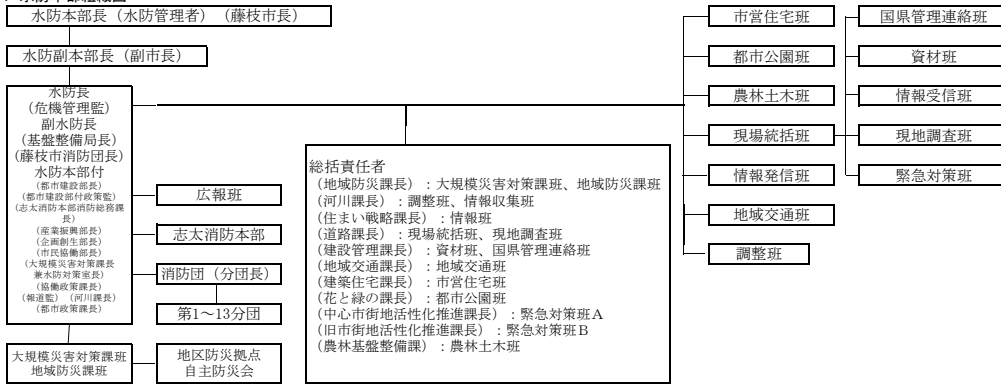 水防本部長（水防管理者）（藤枝市長）
水防副本部長（副市長）
水防長
（危機管理監）
副水防長
（基盤整備局長）
（藤枝市消防団長）
水防本部付
（都市建設部長）
（都市建設部付政策監）
（志太消防本部消防総務課
長）
（産業振興部長）
（企画創生部長）
（市民協働部長）
（大規模災害対策課長
兼水防対策室長）
（協働政策課長）
（報道監）（河川課長）
（都市政策課長）
大規模災害対策課班
地域防災課班
広報班
志太消防本部
消防団（分団長）
第1～13分団
地区防災拠点
自主防災会
総括責任者
（地域防災課長）：大規模災害対策課班、地域防災課班
（河川課長）：調整班、情報収集班
（住まい戦略課長）：情報班
（道路課長）：現場統括班、現地調査班
（建設管理課長）：資材班、国県管理連絡班
（地域交通課長）：地域交通班
（建築住宅課長）：市営住宅班
（花と緑の課長）：都市公園班
（中心市街地活性化推進課長）：緊急対策班A
（旧市街地活性化推進課長）：緊急対策班B
（農林基盤整備課）：農林土木班
市営住宅班
都市公園班
農林土木班
現場統括班
情報発信班
地域交通班
調整班
国県管理連絡班
資材班
情報受信班
現地調査班
緊急対策班